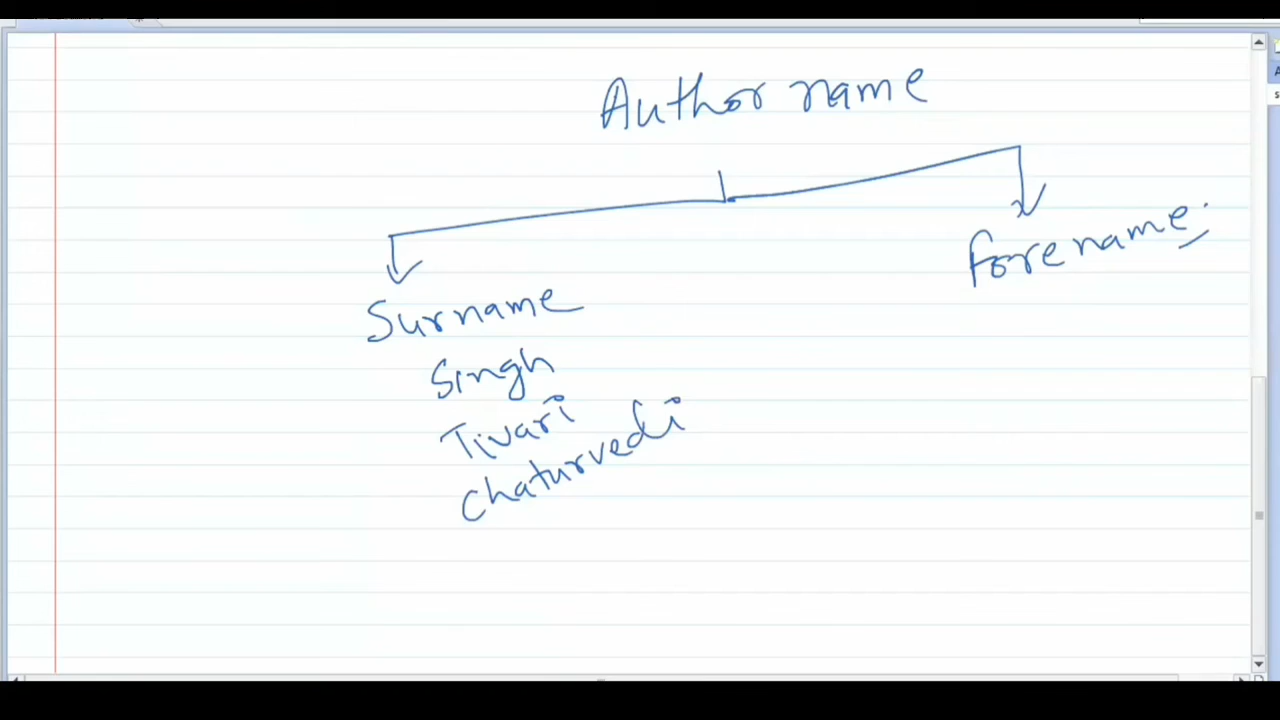 Author name
Surname
Forename
Singh
Tivari
Chaturvedi